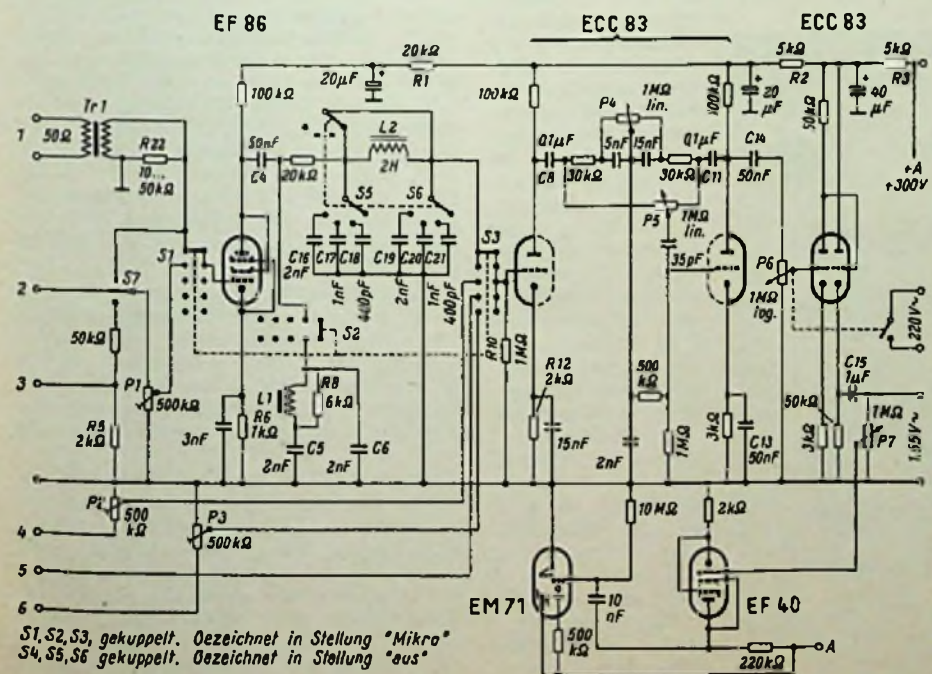 EF 86
ECC 83
ECC 83
20kΩ
R1
20µF
+
100kΩ
100kΩ
P4
1MΩ
lin.
100kΩ
5kΩ
R2
5kΩ
R3
+
20
µF
50kΩ
+
40
µF
+A
+300V
Tr1
1
50Ω
R22
10...
50kΩ
50nF
C4
20kΩ
L2
2H
0,1µF
C8
30kΩ
5nF
15nF
30kΩ
0,1µF
C11
C14
50nF
S5
S6
P5
1MΩ
lin.
35pF
S1
S7
2
C16
2nF
C17
1nF
C18
400pF
C19
2nF
C20
1nF
C21
400pF
S3
P6
1MΩ
log.
220V~
S2
50kΩ
3
P1
500kΩ
R5
2kΩ
3nF
R6
1kΩ
L1
R8
6kΩ
C5
2nF
C6
2nF
R10
1MΩ
R12
2kΩ
15nF
500
kΩ
2nF
1MΩ
3kΩ
C13
50nF
3kΩ
50kΩ
C15
1µF
1MΩ
P7
1,55V~
500
kΩ
4
P3
500kΩ
5
6
10MΩ
2kΩ
EM 71
10
nF
EF 40
500
kΩ
220kΩ
A
S1, S2, S3, gekuppelt. Bezeichnet in Stellung "Mikro"
S4, S5, S6 gekuppelt. Bezeichnet in Stellung "aus"